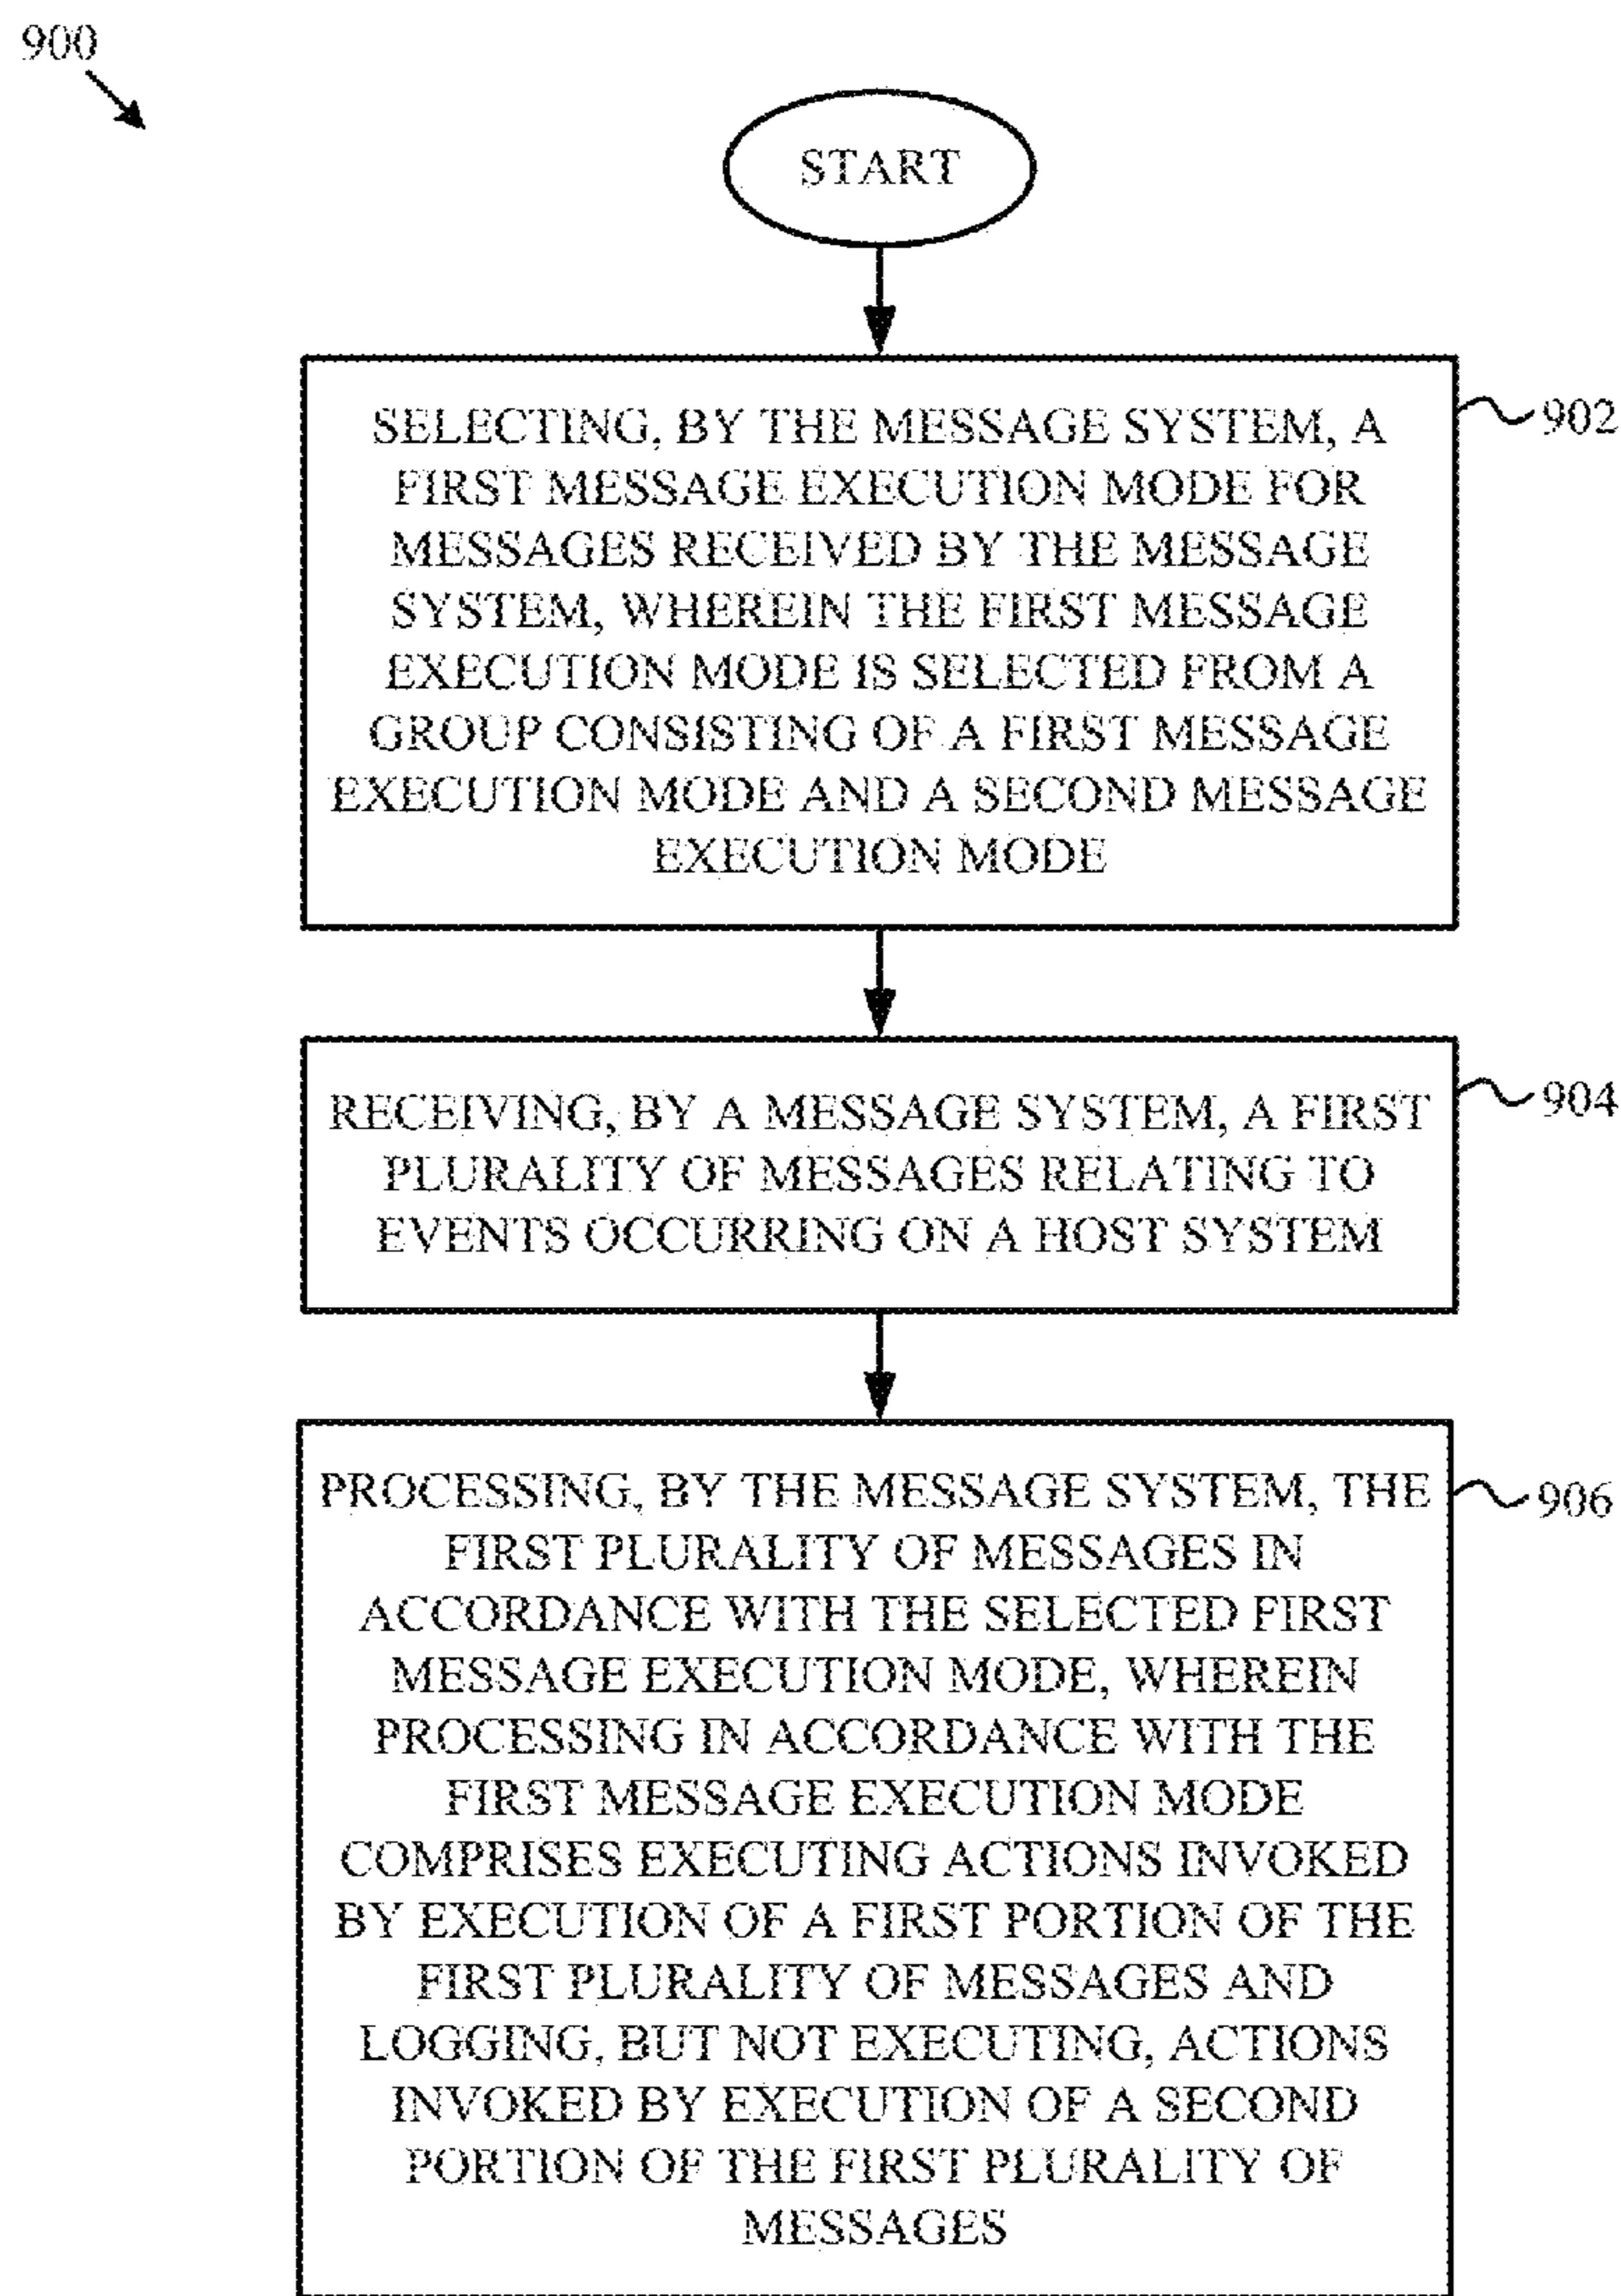 900
START
SELECTING, BY THE MESSAGE SYSTEM, A
FIRST MESSAGE EXECUTION MODE FOR
MESSAGES RECEIVED BY THE MESSAGE
SYSTEM, WHEREIN THE FIRST MESSAGE
EXECUTION MODE IS SELECTED FROM A
GROUP CONSISTING OF A FIRST MESSAGE
EXECUTION MODE AND A SECOND MESSAGE
EXECUTION MODE
902
RECEIVING, BY A MESSAGE SYSTEM, A FIRST
PLURALITY OF MESSAGES RELATING TO
EVENTS OCCURRING ON A HOST SYSTEM
904
PROCESSING, BY THE MESSAGE SYSTEM, THE
FIRST PLURALITY OF MESSAGES IN
ACCORDANCE WITH THE SELECTED FIRST
MESSAGE EXECUTION MODE, WHEREIN
PROCESSING IN ACCORDANCE WITH THE
FIRST MESSAGE EXECUTION MODE
COMPRISES EXECUTING ACTIONS INVOKED
BY EXECUTION OF A FIRST PORTION OF THE
FIRST PLURALITY OF MESSAGES AND
LOGGING, BUT NOT EXECUTING, ACTIONS
INVOKED BY EXECUTION OF A SECOND
PORTION OF THE FIRST PLURALITY OF
MESSAGES
906